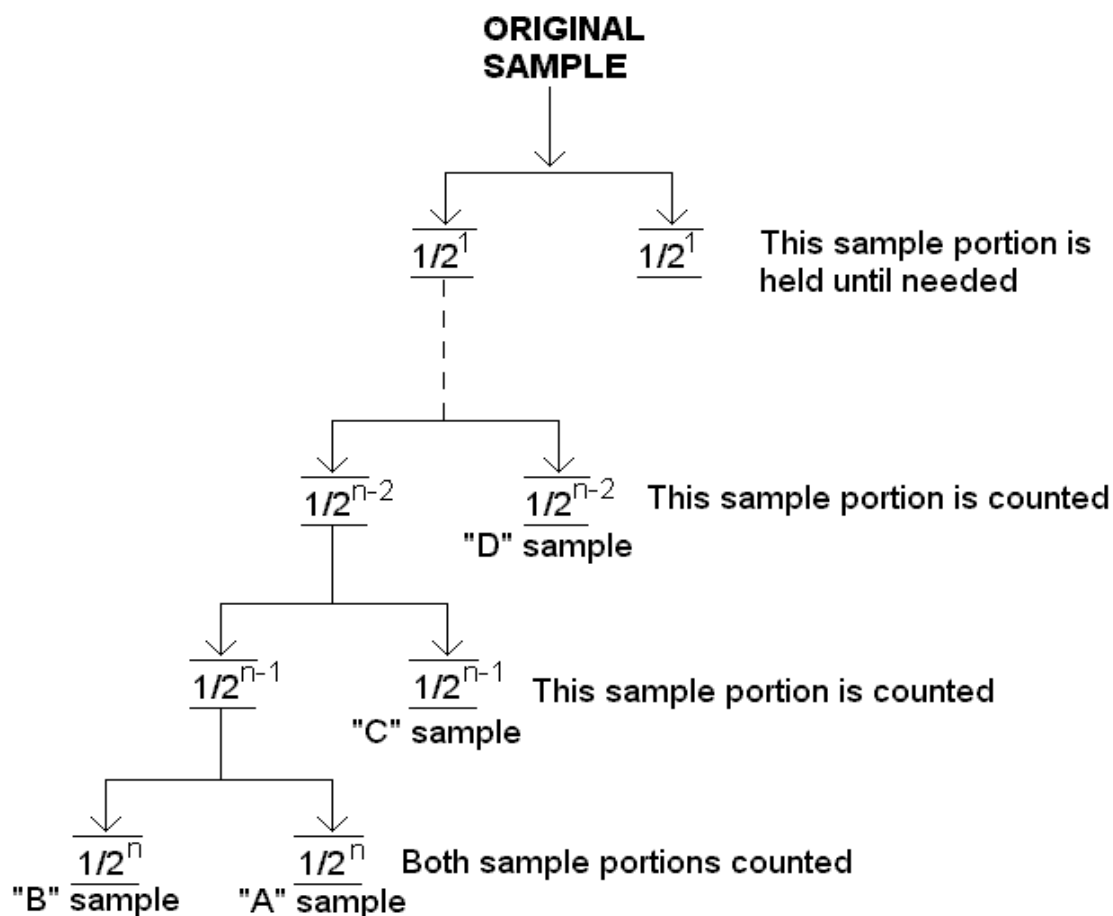 ORIGINAL
SAMPLE
1/2^1
1/2^1
This sample portion is
held until needed
1/2^n-2
1/2^n-2
This sample portion is counted
"D" sample
1/2^n-1
1/2^n-1
This sample portion is counted
"C" sample
1/2^n
1/2^n
Both sample portions counted
"B" sample
"A" sample